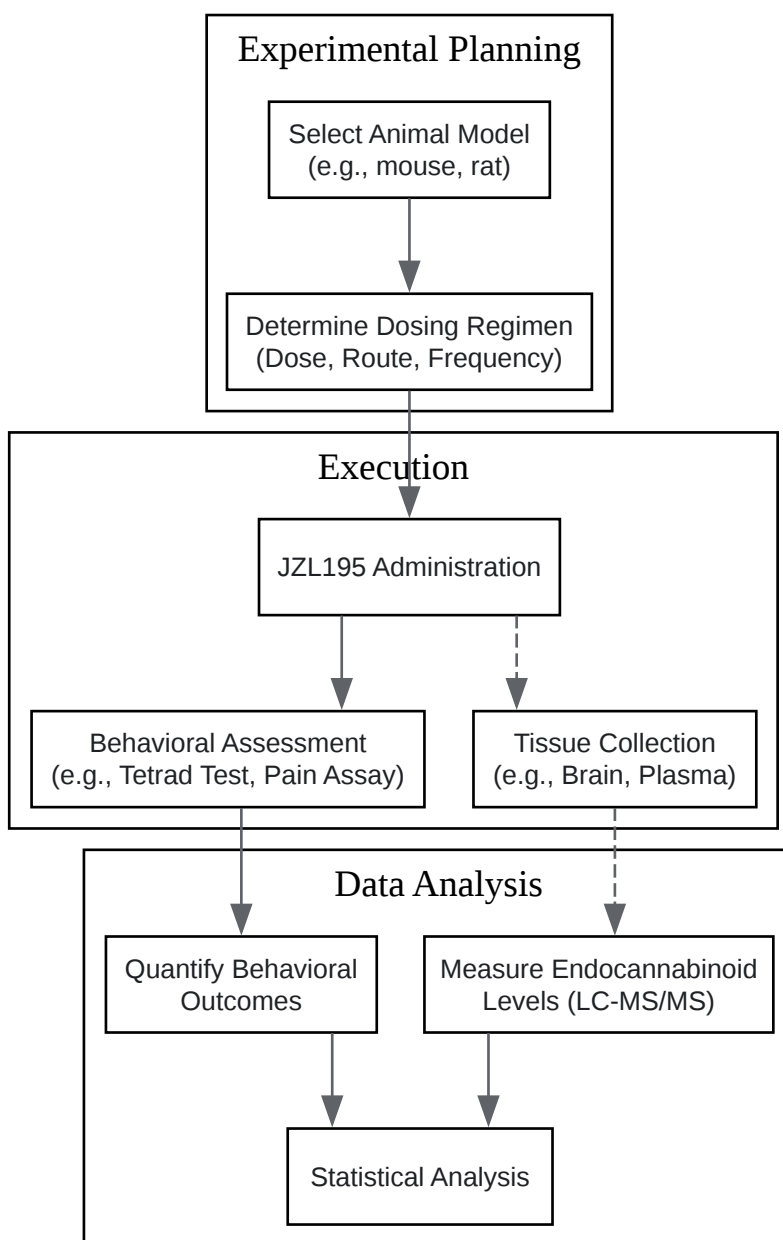 Experimental Planning
Select Animal Model
(e.g., mouse, rat)
Determine Dosing Regimen
(Dose, Route, Frequency)
Execution
JZL195 Administration
Behavioral Assessment
(e.g., Tetrad Test, Pain Assay)
Tissue Collection
(e.g., Brain, Plasma)
Data Analysis
Quantify Behavioral
Outcomes
Measure Endocannabinoid
Levels (LC-MS/MS)
Statistical Analysis